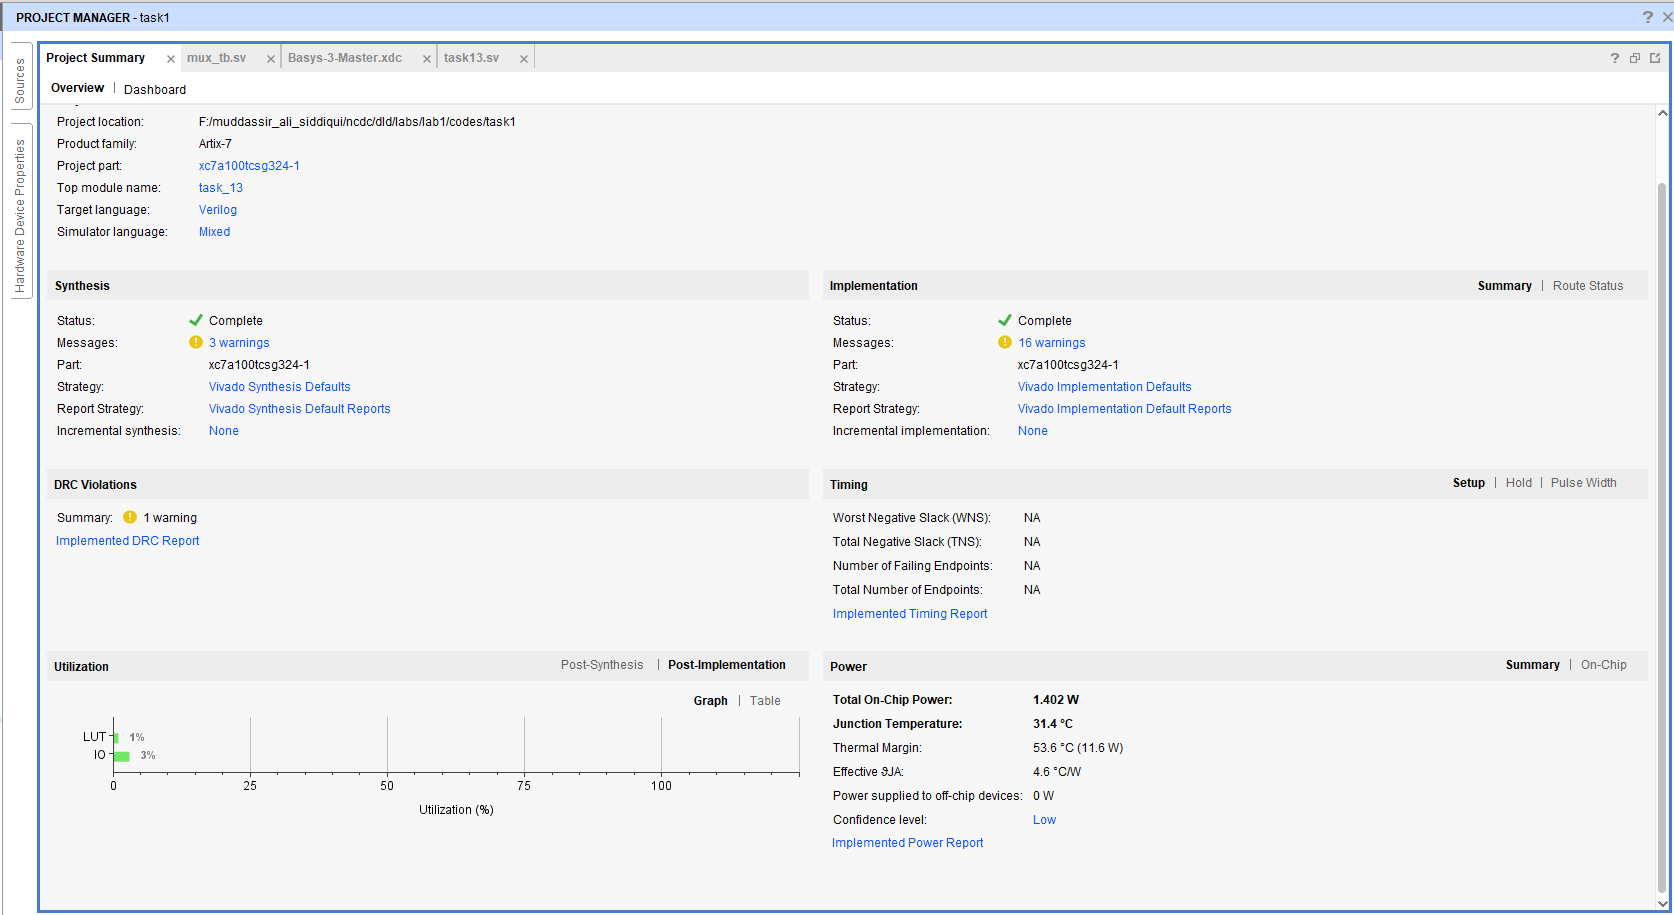 PROJECT MANAGER - task1
Sources
Hardware Device Properties
Project Summary
mux_tb.sv
Basys-3-Master.xdc
task13.sv
Overview | Dashboard
Project location: F:/muddassir_ali_siddiqui/ncdc/dld/labs/lab1/codes/task1
Product family: Artix-7
Project part: xc7a100tcsg324-1
Top module name: task_13
Target language: Verilog
Simulator language: Mixed
Synthesis
Status: Complete
Messages: 3 warnings
Part: xc7a100tcsg324-1
Strategy: Vivado Synthesis Defaults
Report Strategy: Vivado Synthesis Default Reports
Incremental synthesis: None
Implementation
Summary | Route Status
Status: Complete
Messages: 16 warnings
Part: xc7a100tcsg324-1
Strategy: Vivado Implementation Defaults
Report Strategy: Vivado Implementation Default Reports
Incremental implementation: None
DRC Violations
Summary: 1 warning
Implemented DRC Report
Timing
Setup | Hold | Pulse Width
Worst Negative Slack (WNS): NA
Total Negative Slack (TNS): NA
Number of Failing Endpoints: NA
Total Number of Endpoints: NA
Implemented Timing Report
Utilization
Post-Synthesis | Post-Implementation
Graph | Table
LUT 1%
IO 3%
0 25 50 75 100
Utilization (%)
Power
Summary | On-Chip
Total On-Chip Power: 1.402 W
Junction Temperature: 31.4 °C
Thermal Margin: 53.6 °C (11.6 W)
Effective ϑJA: 4.6 °C/W
Power supplied to off-chip devices: 0 W
Confidence level: Low
Implemented Power Report